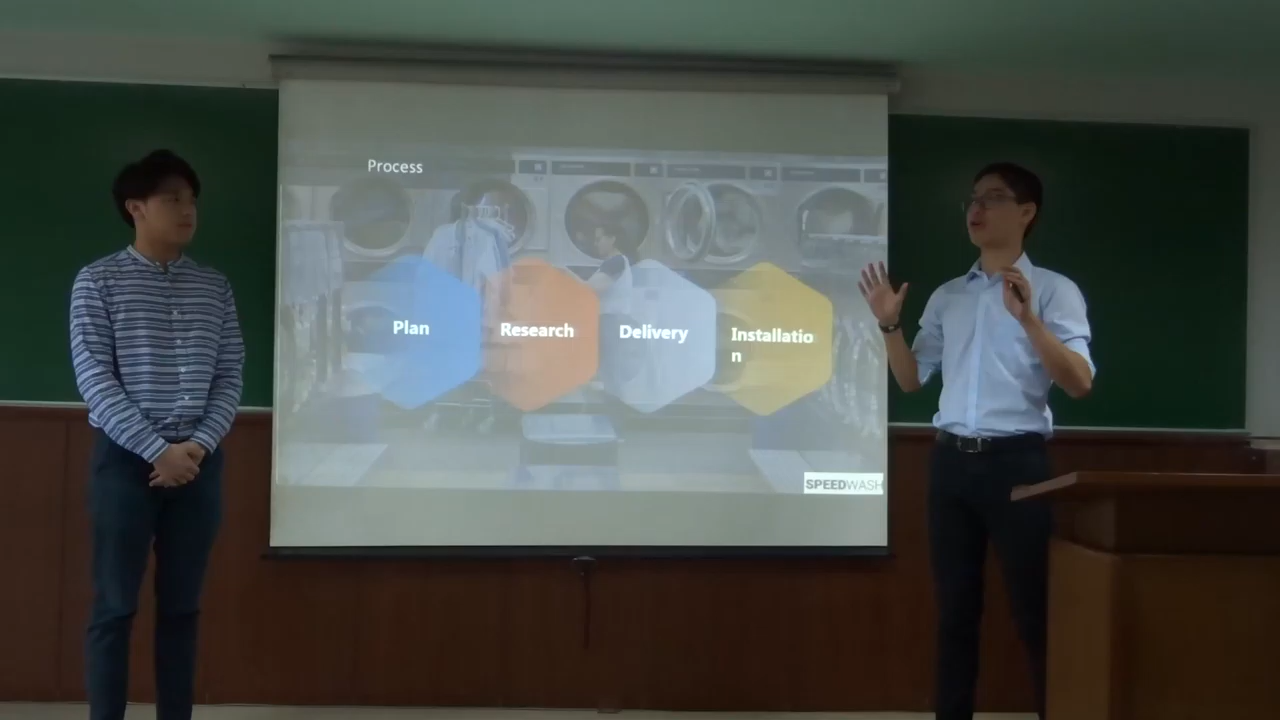 Process
Plan
Research
Delivery
Installatio
n
SPEEDWASH